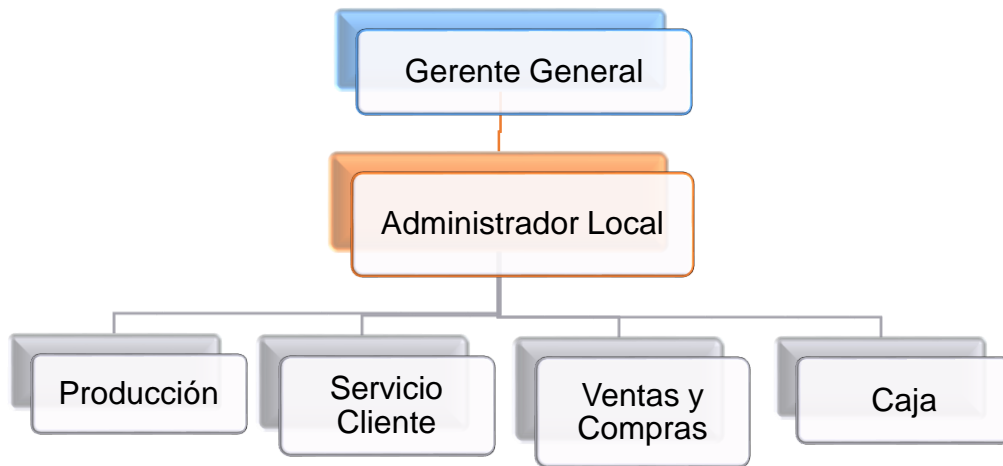 Gerente General
Administrador Local
Producción
Servicio
Cliente
Ventas y
Compras
Caja